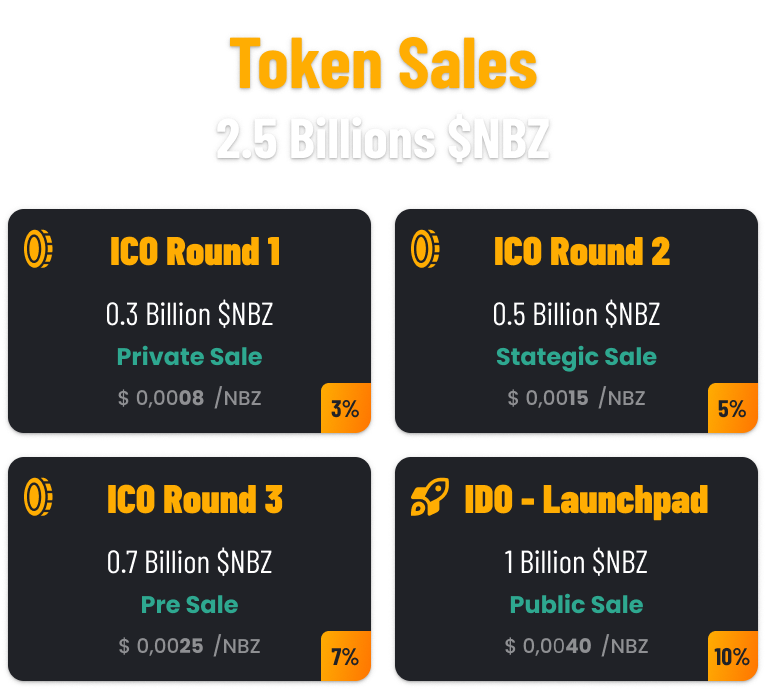 Token Sales
2.5 Billions $NBZ
ICO Round 1
0.3 Billion $NBZ
Private Sale
$ 0,0008 /NBZ
3%
ICO Round 2
0.5 Billion $NBZ
Stategic Sale
$ 0,0015 /NBZ
5%
ICO Round 3
0.7 Billion $NBZ
Pre Sale
$ 0,0025 /NBZ
7%
IDO - Launchpad
1 Billion $NBZ
Public Sale
$ 0,0040 /NBZ
10%